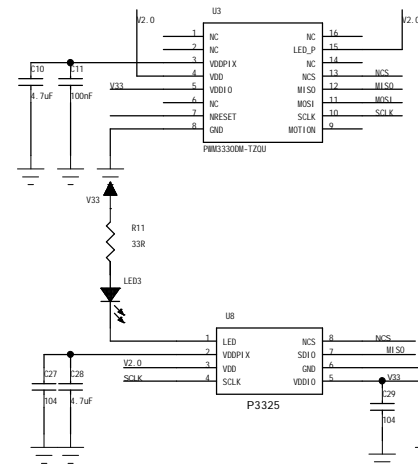 U3
V2.0
V2.0
1 NC NC 16
2 NC LED_P 15
3 VDDPIX NC 14
4 VDD NCS 13 NCS
5 VDDIO MISO 12 MISO
6 NC MOSI 11 MOSI
7 NRESET SCLK 10 SCLK
8 GND MOTION 9
PWM3330DM-TZQU
C10
C11
4.7uF
100nF
V33
V33
R11
33R
LED3
U8
1 LED NCS 8 NCS
2 VDDPIX SDIO 7 MISO
V2.0 3 VDD GND 6
SCLK 4 SCLK VDDIO 5 V33
P3325
C27
C28
104
4.7uF
C29
104